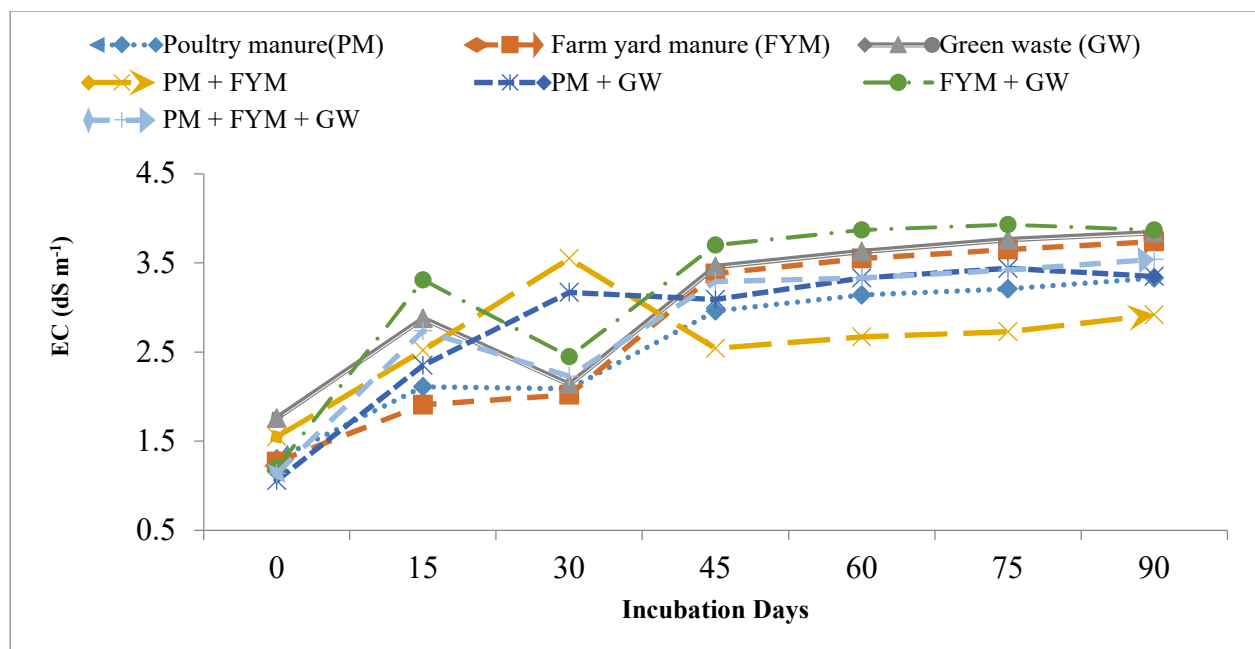 Poultry manure(PM) Farm yard manure (FYM) Green waste (GW)
PM + FYM PM + GW FYM + GW
PM + FYM + GW
4.5
3.5
2.5
1.5
0.5
EC (dS m⁻¹)
0 15 30 45 60 75 90
Incubation Days